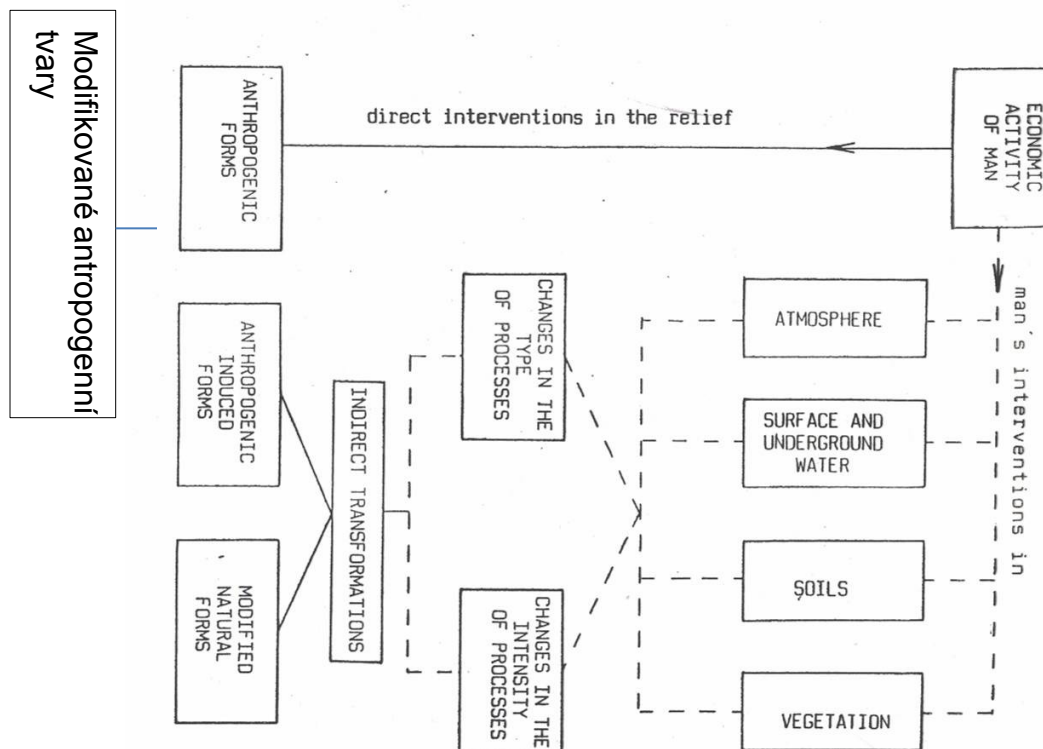 Modifikované antropogenní
tvary
ANTHROPOGENIC
FORMS
direct interventions in the relief
ECONOMIC
ACTIVITY
OF MAN
man's interventions in
ATMOSPHERE
SURFACE AND
UNDERGROUND
WATER
SOILS
VEGETATION
CHANGES IN THE
TYPE
OF PROCESSES
CHANGES IN THE
INTENSITY
OF PROCESSES
INDIRECT TRANSFORMATIONS
ANTHROPOGENIC
INDUCED
FORMS
MODIFIED
NATURAL
FORMS